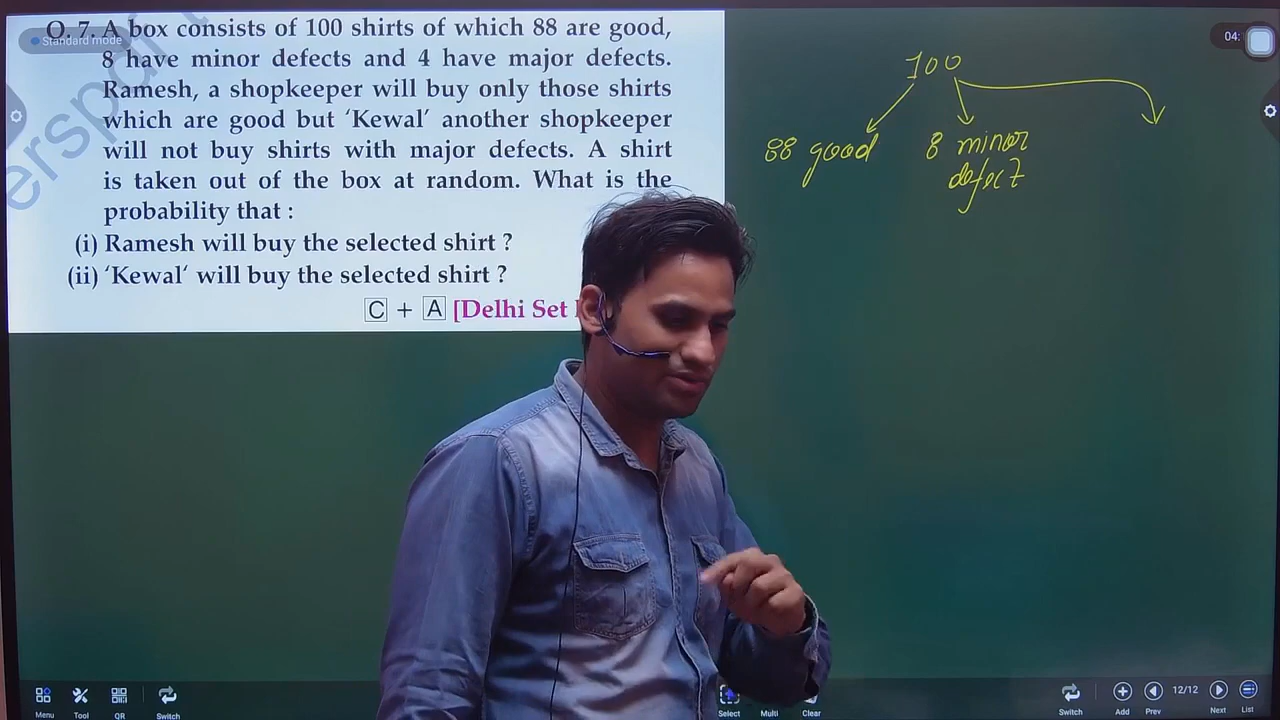 Q. 7. A box consists of 100 shirts of which 88 are good,
8 have minor defects and 4 have major defects.
Ramesh, a shopkeeper will buy only those shirts
which are good but ‘Kewal’ another shopkeeper
will not buy shirts with major defects. A shirt
is taken out of the box at random. What is the
probability that :
(i) Ramesh will buy the selected shirt ?
(ii) ‘Kewal‘ will buy the selected shirt ?
C + A [Delhi Set
Standard mode
04:
100
88 good
8 minor
defect
Menu
Tool
QR
Switch
Select
Multi
Clear
Switch
Add
Prev
12/12
Next
List